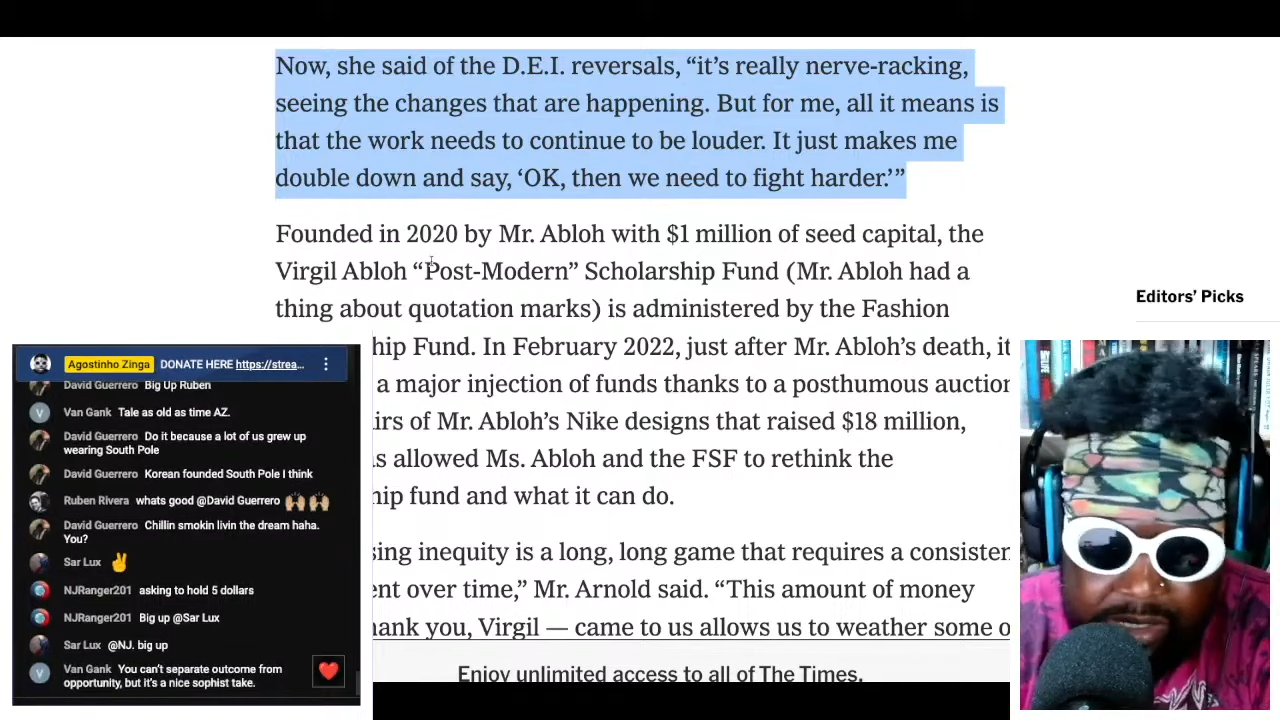 Now, she said of the D.E.I. reversals, “it’s really nerve-racking,
seeing the changes that are happening. But for me, all it means is
that the work needs to continue to be louder. It just makes me
double down and say, ‘OK, then we need to fight harder.’”
Founded in 2020 by Mr. Abloh with $1 million of seed capital, the
Virgil Abloh “Post-Modern” Scholarship Fund (Mr. Abloh had a
thing about quotation marks) is administered by the Fashion
hip Fund. In February 2022, just after Mr. Abloh’s death, it
a major injection of funds thanks to a posthumous auction
irs of Mr. Abloh’s Nike designs that raised $18 million,
s allowed Ms. Abloh and the FSF to rethink the
hip fund and what it can do.
sing inequity is a long, long game that requires a consisten
ent over time,” Mr. Arnold said. “This amount of money
hank you, Virgil — came to us allows us to weather some o
Enjoy unlimited access to all of The Times.
Editors’ Picks
Agostinho Zinga DONATE HERE https://strea...
David Guerrero Big Up Ruben
Van Gank Tale as old as time AZ.
David Guerrero Do it because a lot of us grew up
wearing South Pole
David Guerrero Korean founded South Pole I think
Ruben Rivera whats good @David Guerrero
David Guerrero Chillin smokin livin the dream haha.
You?
Sar Lux
NJRanger201 asking to hold 5 dollars
NJRanger201 Big up @Sar Lux
Sar Lux @NJ. big up
Van Gank You can’t separate outcome from
opportunity, but it’s a nice sophist take.